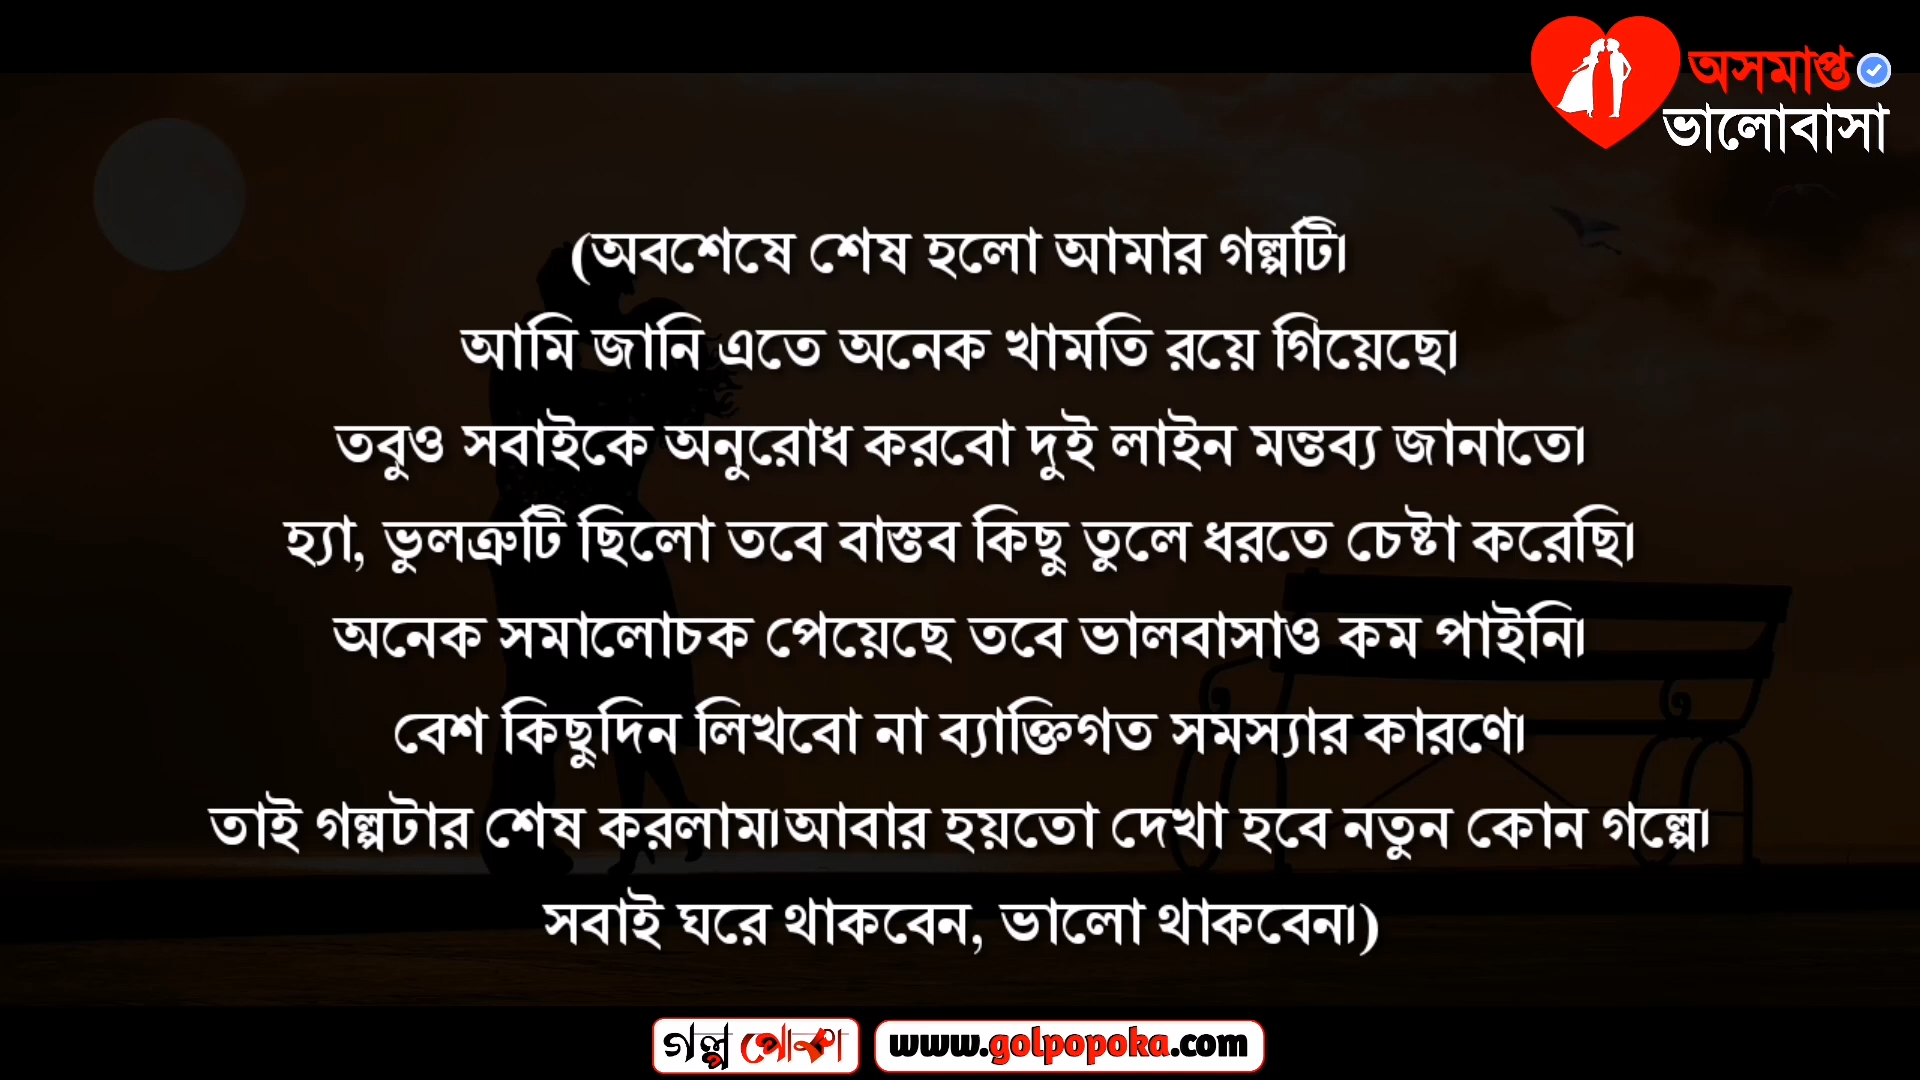 অসমাপ্ত
ভালোবাসা
(অবশেষে শেষ হলো আমার গল্পটি।
আমি জানি এতে অনেক খামতি রয়ে গিয়েছে।
তবুও সবাইকে অনুরোধ করবো দুই লাইন মন্তব্য জানাতে।
হ্যা, ভুলত্রুটি ছিলো তবে বাস্তব কিছু তুলে ধরতে চেষ্টা করেছি।
অনেক সমালোচক পেয়েছে তবে ভালবাসাও কম পাইনি।
বেশ কিছুদিন লিখবো না ব্যাক্তিগত সমস্যার কারণে।
তাই গল্পটার শেষ করলাম।আবার হয়তো দেখা হবে নতুন কোন গল্পে।
সবাই ঘরে থাকবেন, ভালো থাকবেন।)
গল্প পোকা www.golpopoka.com